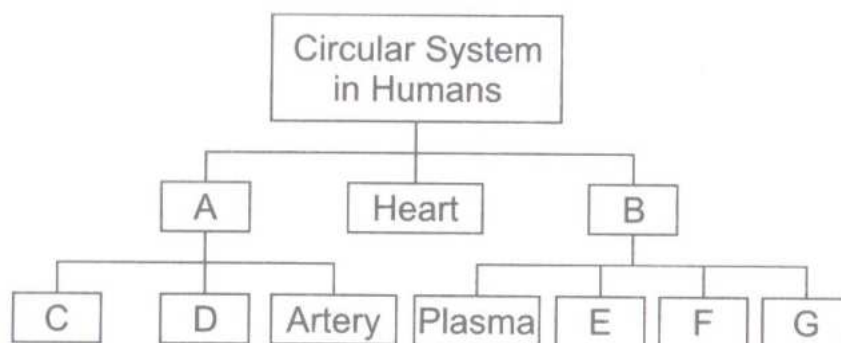 Circular System
in Humans
A
Heart
B
C
D
Artery
Plasma
E
F
G